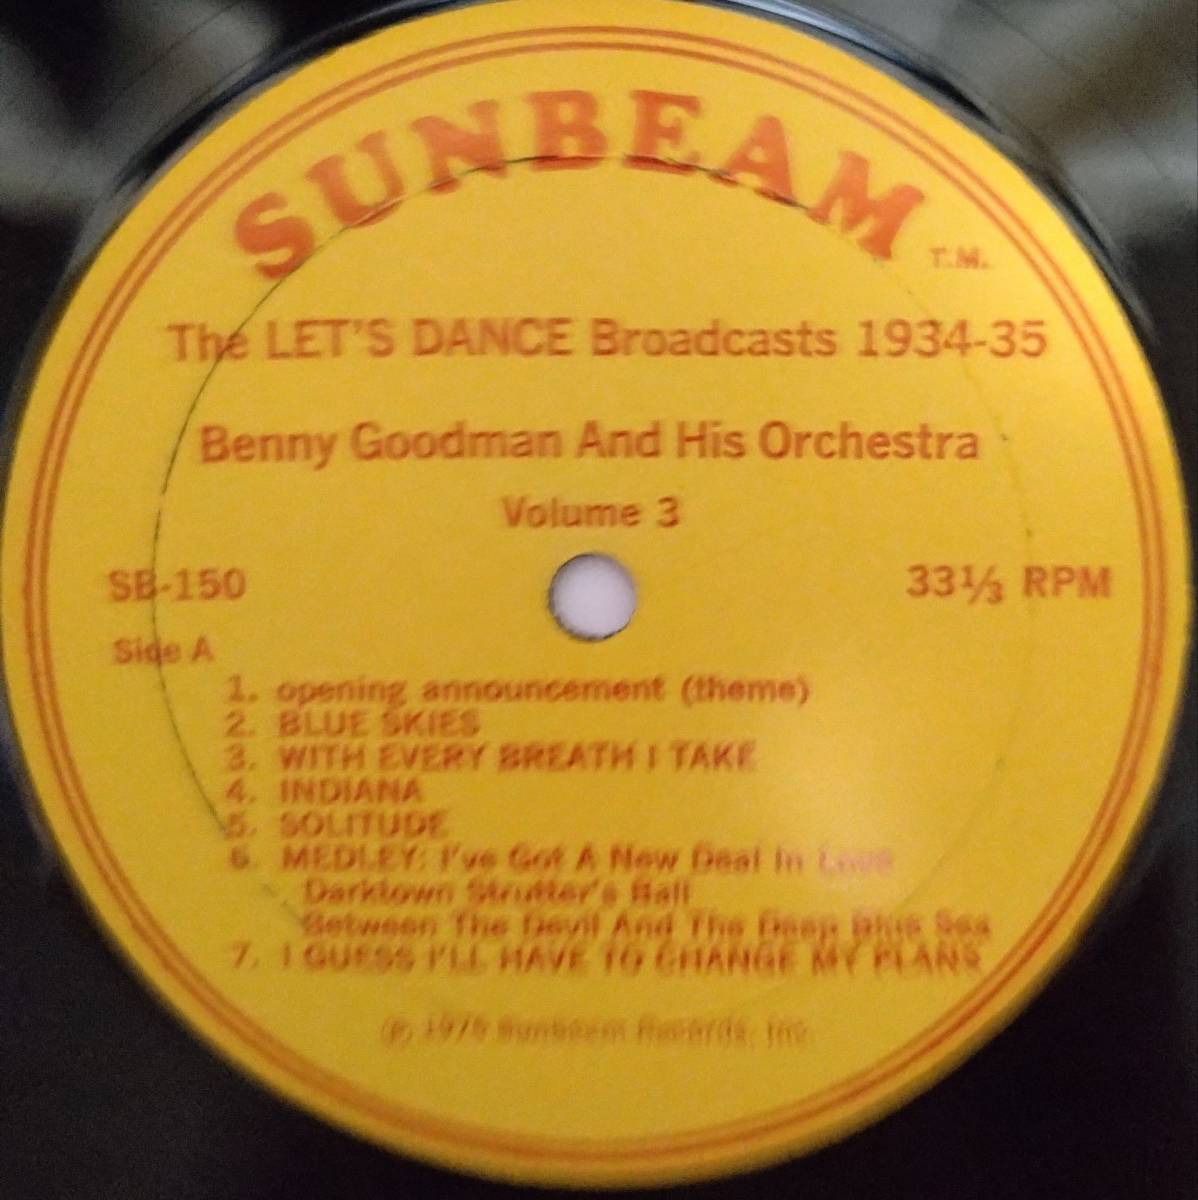 SUNBEAM T.M.
The LET'S DANCE Broadcasts 1934-35
Benny Goodman And His Orchestra
Volume 3
SB-150
33⅓ RPM
Side A
1. opening announcement (theme)
2. BLUE SKIES
3. WITH EVERY BREATH I TAKE
4. INDIANA
5. SOLITUDE
6. MEDLEY: I've Got A New Deal In Love
Darktown Strutter's Ball
Between The Devil And The Deep Blue Sea
7. I GUESS I'LL HAVE TO CHANGE MY PLANS
℗ Sunbeam Records, Inc.